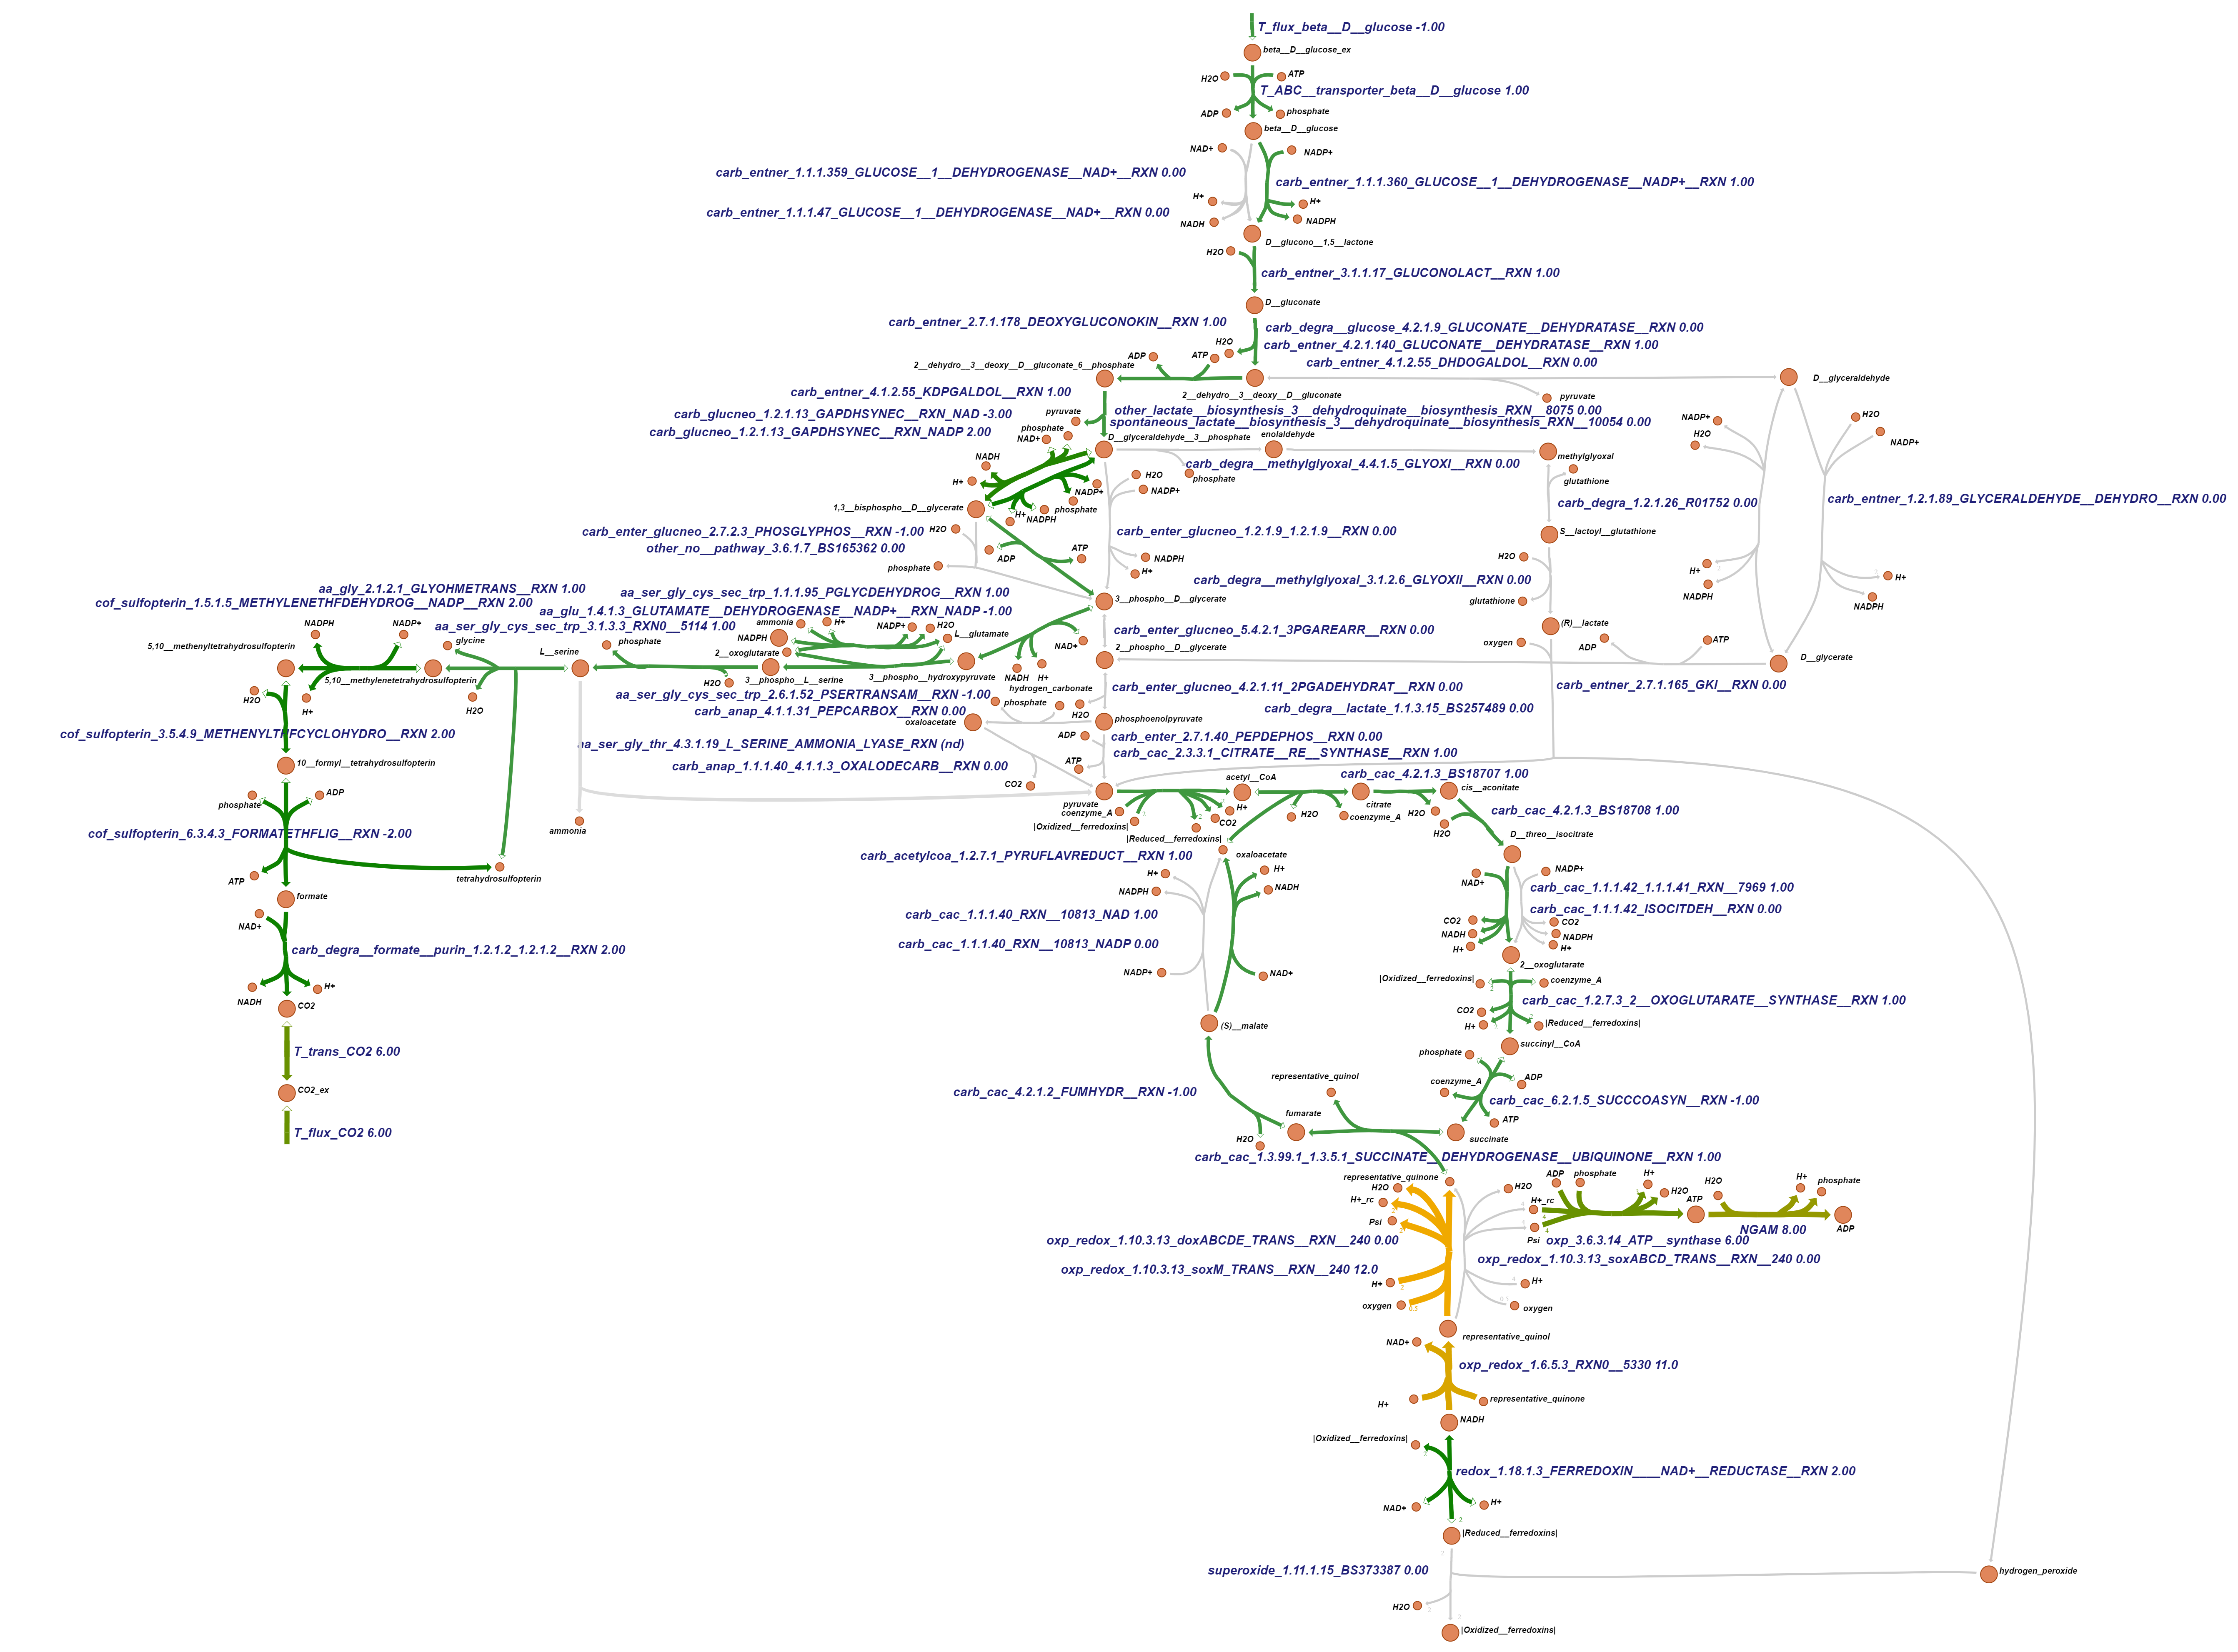 T_flux_beta__D__glucose -1.00
beta__D__glucose_ex
H2O
ATP
T_ABC__transporter_beta__D__glucose 1.00
ADP
phosphate
beta__D__glucose
NAD+
NADP+
carb_entner_1.1.1.359_GLUCOSE__1__DEHYDROGENASE__NAD+__RXN 0.00
carb_entner_1.1.1.360_GLUCOSE__1__DEHYDROGENASE__NADP+__RXN 1.00
H+
H+
carb_entner_1.1.1.47_GLUCOSE__1__DEHYDROGENASE__NAD+__RXN 0.00
NADH
NADPH
D__glucono__1,5__lactone
H2O
carb_entner_3.1.1.17_GLUCONOLACT__RXN 1.00
D__gluconate
carb_entner_2.7.1.178_DEOXYGLUCONOKIN__RXN 1.00
carb_degra__glucose_4.2.1.9_GLUCONATE__DEHYDRATASE__RXN 0.00
H2O
carb_entner_4.2.1.140_GLUCONATE__DEHYDRATASE__RXN 1.00
ADP
ATP
carb_entner_4.1.2.55_DHDOGALDOL__RXN 0.00
2__dehydro__3__deoxy__D__gluconate_6__phosphate
D__glyceraldehyde
carb_entner_4.1.2.55_KDPGALDOL__RXN 1.00
2__dehydro__3__deoxy__D__gluconate
pyruvate
carb_glucneo_1.2.1.13_GAPDHSYNEC__RXN_NAD -3.00
pyruvate
other_lactate__biosynthesis_3__dehydroquinate__biosynthesis_RXN__8075 0.00
NADP+
H2O
spontaneous_lactate__biosynthesis_3__dehydroquinate__biosynthesis_RXN__10054 0.00
carb_glucneo_1.2.1.13_GAPDHSYNEC__RXN_NADP 2.00
phosphate
NAD+
D__glyceraldehyde__3__phosphate
enolaldehyde
H2O
NADP+
NADH
methylglyoxal
carb_degra__methylglyoxal_4.4.1.5_GLYOXI__RXN 0.00
H+
H2O
phosphate
glutathione
NADP+
NADP+
carb_degra_1.2.1.26_R01752 0.00
carb_entner_1.2.1.89_GLYCERALDEHYDE__DEHYDRO__RXN 0.00
1,3__bisphospho__D__glycerate
phosphate
H+
NADPH
carb_enter_glucneo_2.7.2.3_PHOSGLYPHOS__RXN -1.00
H2O
carb_enter_glucneo_1.2.1.9_1.2.1.9__RXN 0.00
S__lactoyl__glutathione
other_no__pathway_3.6.1.7_BS165362 0.00
ATP
ADP
NADPH
H2O
phosphate
H+
H+
H+
carb_degra__methylglyoxal_3.1.2.6_GLYOXII__RXN 0.00
aa_gly_2.1.2.1_GLYOHMETRANS__RXN 1.00
aa_ser_gly_cys_sec_trp_1.1.1.95_PGLYCDEHYDROG__RXN 1.00
3__phospho__D__glycerate
glutathione
NADPH
NADPH
cof_sulfopterin_1.5.1.5_METHYLENETHFDEHYDROG__NADP__RXN 2.00
aa_glu_1.4.1.3_GLUTAMATE__DEHYDROGENASE__NADP+__RXN_NADP -1.00
NADPH
NADP+
aa_ser_gly_cys_sec_trp_3.1.3.3_RXN0__5114 1.00
ammonia
H+
NADP+
H2O
carb_enter_glucneo_5.4.2.1_3PGAREARR__RXN 0.00
(R)__lactate
glycine
phosphate
NADPH
L__glutamate
NAD+
oxygen
ADP
ATP
5,10__methenyltetrahydrosulfopterin
L__serine
2__oxoglutarate
2__phospho__D__glycerate
D__glycerate
5,10__methylenetetrahydrosulfopterin
H2O
3__phospho__L__serine
3__phospho__hydroxypyruvate
NADH
H+
carb_entner_2.7.1.165_GKI__RXN 0.00
H2O
H+
H2O
aa_ser_gly_cys_sec_trp_2.6.1.52_PSERTRANSAM__RXN -1.00
hydrogen_carbonate
carb_enter_glucneo_4.2.1.11_2PGADEHYDRAT__RXN 0.00
phosphate
carb_anap_4.1.1.31_PEPCARBOX__RXN 0.00
H2O
carb_degra__lactate_1.1.3.15_BS257489 0.00
oxaloacetate
phosphoenolpyruvate
cof_sulfopterin_3.5.4.9_METHENYLTHFCYCLOHYDRO__RXN 2.00
aa_ser_gly_thr_4.3.1.19_L_SERINE_AMMONIA_LYASE_RXN (nd)
ADP
carb_enter_2.7.1.40_PEPDEPHOS__RXN 0.00
carb_cac_2.3.3.1_CITRATE__RE__SYNTHASE__RXN 1.00
10__formyl__tetrahydrosulfopterin
carb_anap_1.1.1.40_4.1.1.3_OXALODECARB__RXN 0.00
ATP
carb_cac_4.2.1.3_BS18707 1.00
CO2
acetyl__CoA
cis__aconitate
phosphate
ADP
pyruvate
coenzyme_A
H+
citrate
H2O
coenzyme_A
H2O
carb_cac_4.2.1.3_BS18708 1.00
ammonia
|Oxidized__ferredoxins|
CO2
H2O
cof_sulfopterin_6.3.4.3_FORMATETHFLIG__RXN -2.00
|Reduced__ferredoxins|
D__threo__isocitrate
carb_acetylcoa_1.2.7.1_PYRUFLAVREDUCT__RXN 1.00
oxaloacetate
ATP
tetrahydrosulfopterin
H+
H+
NAD+
NADP+
formate
NADPH
NADH
carb_cac_1.1.1.42_1.1.1.41_RXN__7969 1.00
carb_cac_1.1.1.40_RXN__10813_NAD 1.00
carb_cac_1.1.1.42_ISOCITDEH__RXN 0.00
NAD+
CO2
CO2
NADH
NADPH
carb_degra__formate__purin_1.2.1.2_1.2.1.2__RXN 2.00
carb_cac_1.1.1.40_RXN__10813_NADP 0.00
H+
H+
2__oxoglutarate
NADP+
NAD+
|Oxidized__ferredoxins|
coenzyme_A
NADH
H+
CO2
carb_cac_1.2.7.3_2__OXOGLUTARATE__SYNTHASE__RXN 1.00
CO2
H+
|Reduced__ferredoxins|
(S)__malate
T_trans_CO2 6.00
phosphate
succinyl__CoA
CO2_ex
representative_quinol
coenzyme_A
ADP
carb_cac_4.2.1.2_FUMHYDR__RXN -1.00
carb_cac_6.2.1.5_SUCCCOASYN__RXN -1.00
fumarate
ATP
T_flux_CO2 6.00
H2O
succinate
carb_cac_1.3.99.1_1.3.5.1_SUCCINATE__DEHYDROGENASE__UBIQUINONE__RXN 1.00
representative_quinone
ADP
phosphate
H+
H+
H2O
H2O
H2O
H2O
phosphate
H+_rc
H+_rc
ATP
Psi
Psi
NGAM 8.00
ADP
oxp_redox_1.10.3.13_doxABCDE_TRANS__RXN__240 0.00
oxp_3.6.3.14_ATP__synthase 6.00
oxp_redox_1.10.3.13_soxABCD_TRANS__RXN__240 0.00
oxp_redox_1.10.3.13_soxM_TRANS__RXN__240 12.0
H+
H+
oxygen
0.5
0.5
oxygen
representative_quinol
NAD+
oxp_redox_1.6.5.3_RXN0__5330 11.0
H+
representative_quinone
NADH
|Oxidized__ferredoxins|
2
redox_1.18.1.3_FERREDOXIN____NAD+__REDUCTASE__RXN 2.00
NAD+
H+
2
|Reduced__ferredoxins|
superoxide_1.11.1.15_BS373387 0.00
hydrogen_peroxide
H2O
2
2
|Oxidized__ferredoxins|